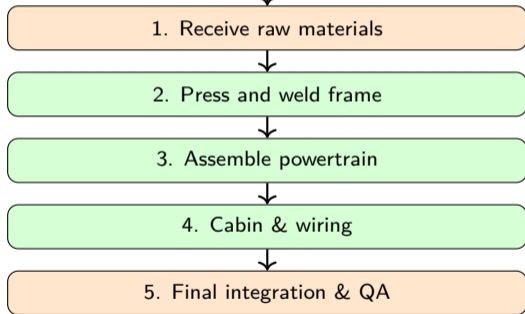 1. Receive raw materials
2. Press and weld frame
3. Assemble powertrain
4. Cabin & wiring
5. Final integration & QA